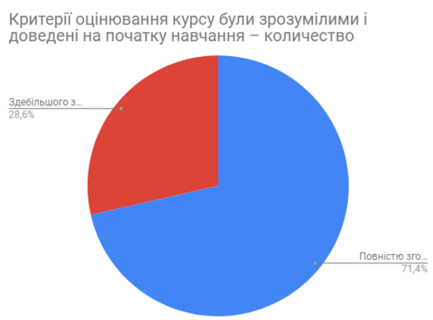 Критерії оцінювання курсу були зрозумілими і
доведені на початку навчання – количество
Здебільшого з...
28,6%
Повністю зго...
71,4%